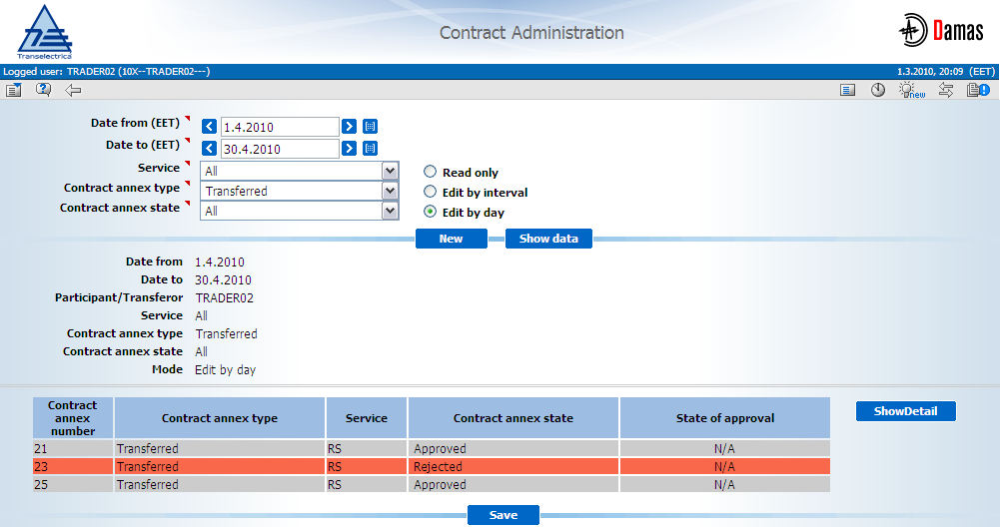 Transelectrica
Contract Administration
Damas
Logged user: TRADER02 (10X--TRADER02---)
1.3.2010, 20:09 (EET)
new
Date from (EET) 1.4.2010
Date to (EET) 30.4.2010
Service All
Contract annex type Transferred
Contract annex state All
Read only
Edit by interval
Edit by day
New Show data
Date from 1.4.2010
Date to 30.4.2010
Participant/Transferor TRADER02
Service All
Contract annex type Transferred
Contract annex state All
Mode Edit by day
Contract annex number Contract annex type Service Contract annex state State of approval
21 Transferred RS Approved N/A
23 Transferred RS Rejected N/A
25 Transferred RS Approved N/A
ShowDetail
Save